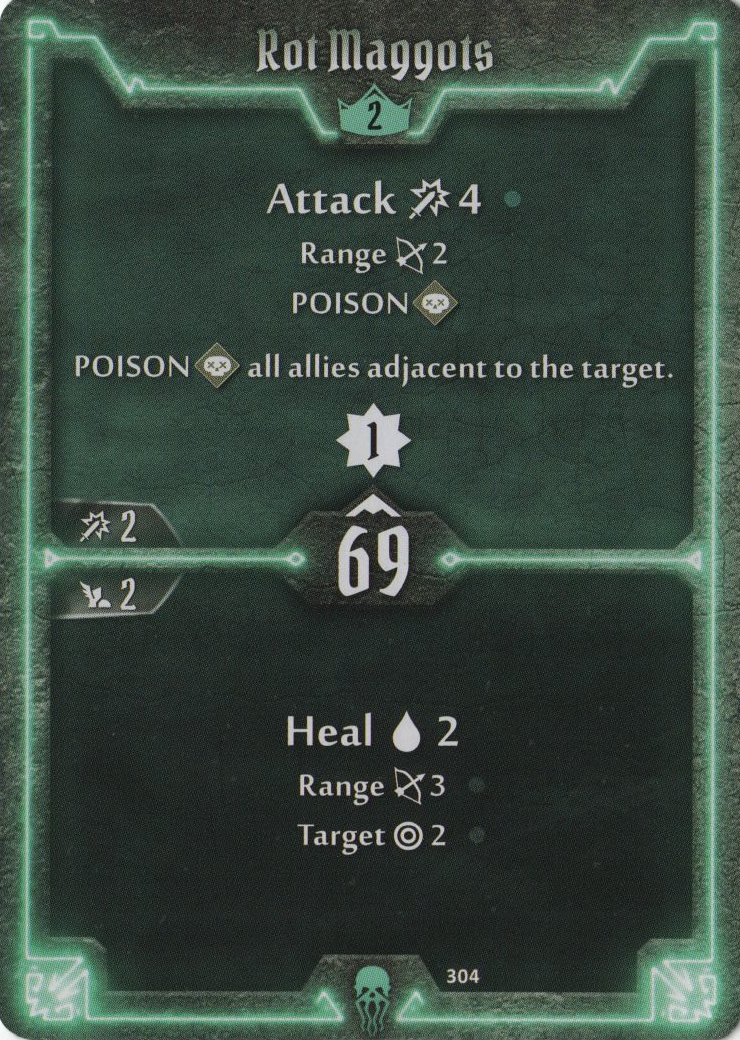 Rot Maggots
2
Attack 4
Range 2
POISON
POISON all allies adjacent to the target.
1
2
69
2
Heal 2
Range 3
Target 2
304